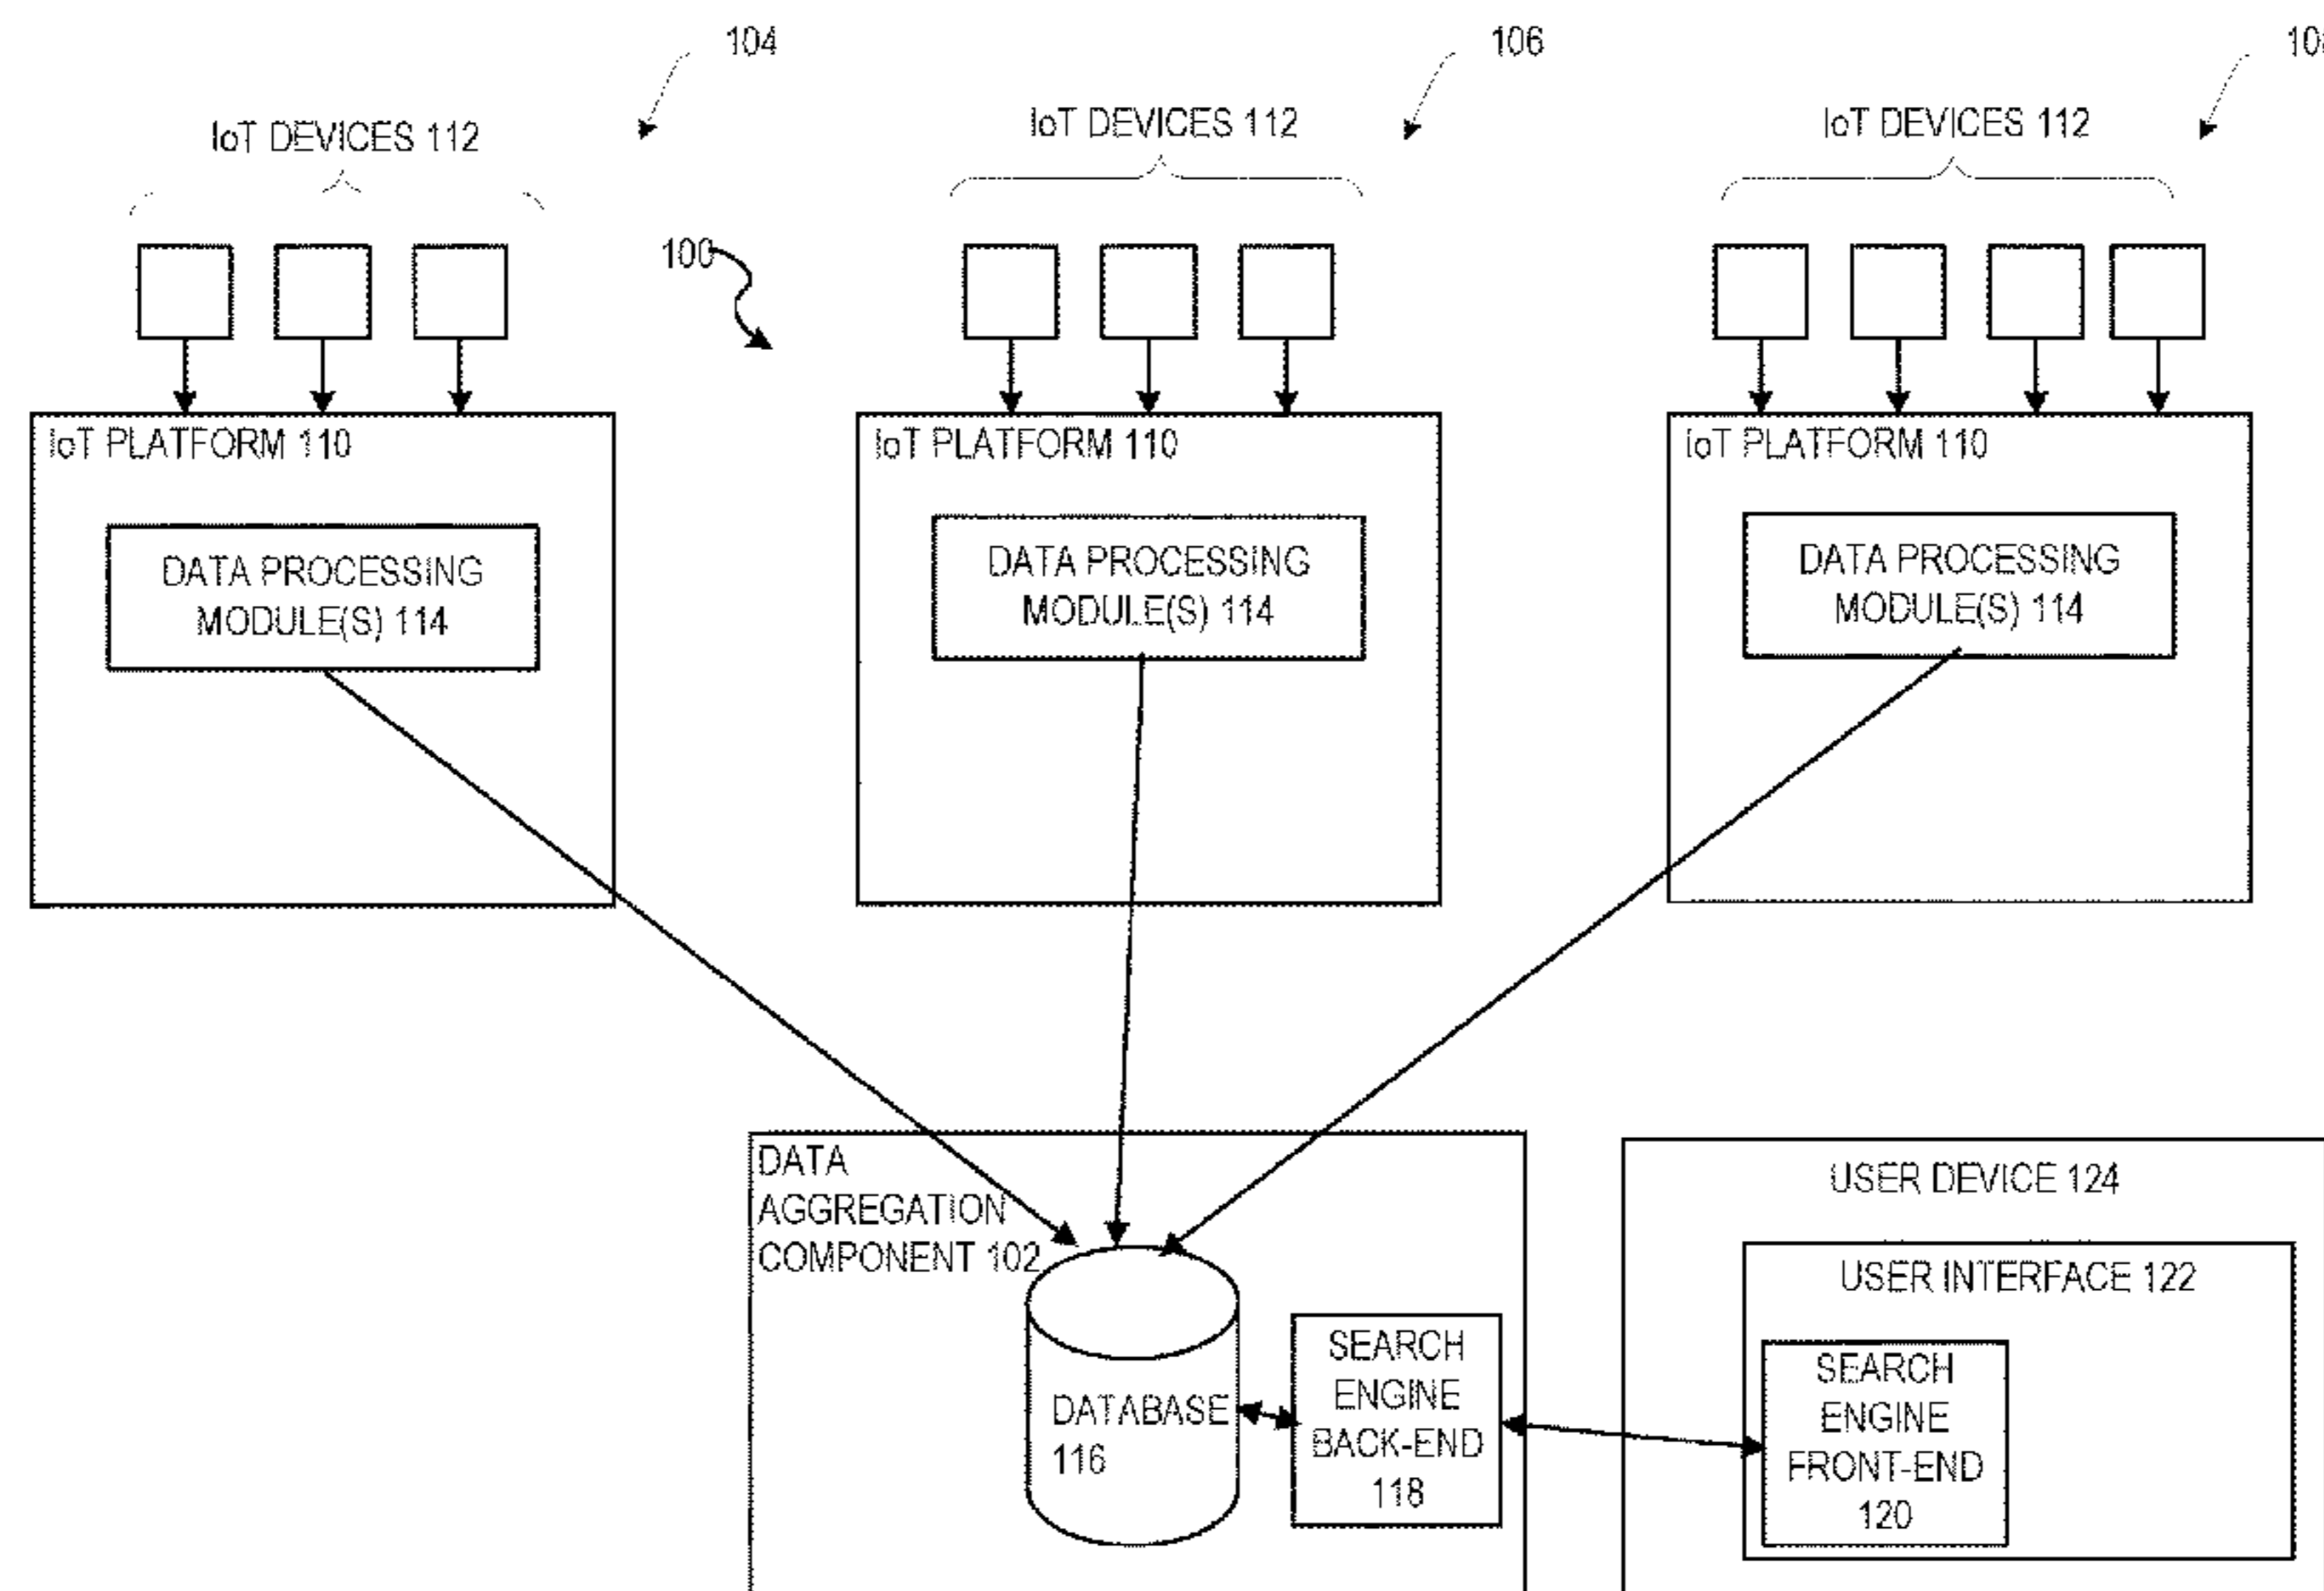 104
106
IoT DEVICES 112
IoT DEVICES 112
IoT DEVICES 112
100
IoT PLATFORM 110
DATA PROCESSING
MODULE(S) 114
IoT PLATFORM 110
DATA PROCESSING
MODULE(S) 114
IoT PLATFORM 110
DATA PROCESSING
MODULE(S) 114
DATA
AGGREGATION
COMPONENT 102
DATABASE
116
SEARCH
ENGINE
BACK-END
118
USER DEVICE 124
USER INTERFACE 122
SEARCH
ENGINE
FRONT-END
120